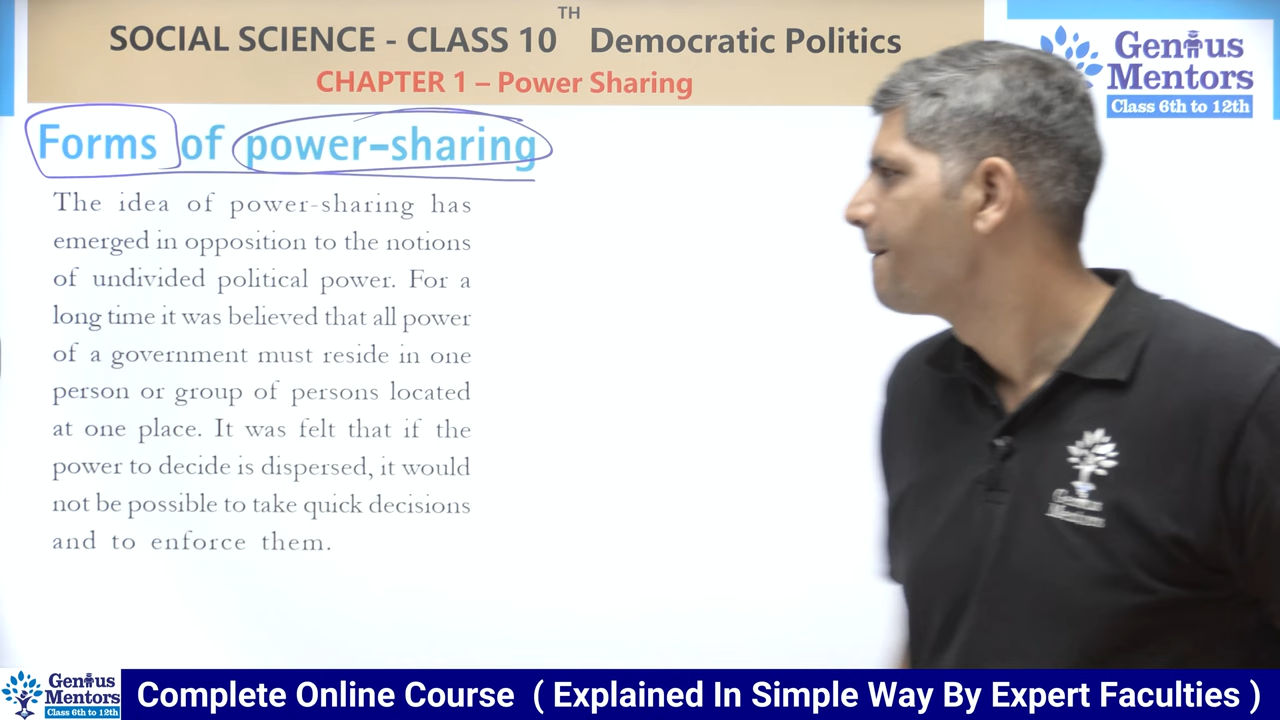 SOCIAL SCIENCE - CLASS 10TH Democratic Politics
CHAPTER 1 – Power Sharing
Genius
Mentors
Class 6th to 12th
Forms of power-sharing
The idea of power-sharing has
emerged in opposition to the notions
of undivided political power. For a
long time it was believed that all power
of a government must reside in one
person or group of persons located
at one place. It was felt that if the
power to decide is dispersed, it would
not be possible to take quick decisions
and to enforce them.
Genius
Mentors
Genius
Mentors
Class 6th to 12th
Complete Online Course ( Explained In Simple Way By Expert Faculties )